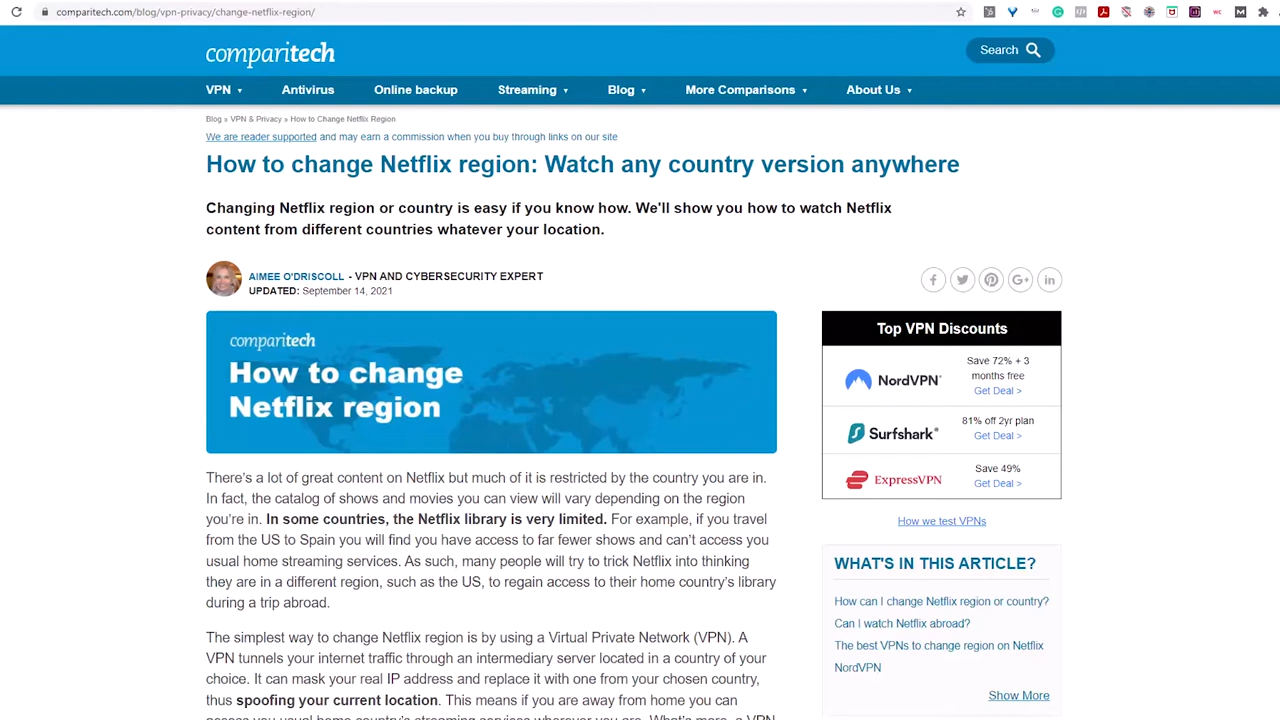 comparitech.com/blog/vpn-privacy/change-netflix-region/
comparitech
Search
VPN ▾ Antivirus Online backup Streaming ▾ Blog ▾ More Comparisons ▾ About Us ▾
Blog » VPN & Privacy » How to Change Netflix Region
We are reader supported and may earn a commission when you buy through links on our site
How to change Netflix region: Watch any country version anywhere
Changing Netflix region or country is easy if you know how. We'll show you how to watch Netflix
content from different countries whatever your location.
AIMEE O'DRISCOLL - VPN AND CYBERSECURITY EXPERT
UPDATED: September 14, 2021
comparitech
How to change
Netflix region
There's a lot of great content on Netflix but much of it is restricted by the country you are in.
In fact, the catalog of shows and movies you can view will vary depending on the region
you're in. In some countries, the Netflix library is very limited. For example, if you travel
from the US to Spain you will find you have access to far fewer shows and can't access you
usual home streaming services. As such, many people will try to trick Netflix into thinking
they are in a different region, such as the US, to regain access to their home country's library
during a trip abroad.
The simplest way to change Netflix region is by using a Virtual Private Network (VPN). A
VPN tunnels your internet traffic through an intermediary server located in a country of your
choice. It can mask your real IP address and replace it with one from your chosen country,
thus spoofing your current location. This means if you are away from home you can
access you usual home country's streaming services wherever you are. What's more, a VPN
Top VPN Discounts
NordVPN®
Save 72% + 3
months free
Get Deal >
Surfshark®
81% off 2yr plan
Get Deal >
ExpressVPN
Save 49%
Get Deal >
How we test VPNs
WHAT'S IN THIS ARTICLE?
How can I change Netflix region or country?
Can I watch Netflix abroad?
The best VPNs to change region on Netflix
NordVPN
Show More